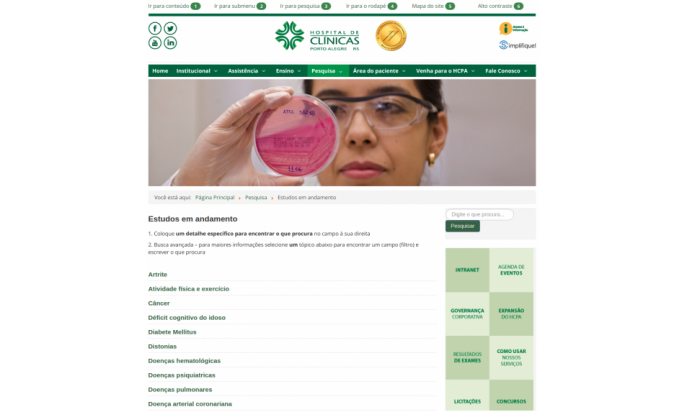 Ir para conteúdo 1 Ir para submenu 2 Ir para pesquisa 3 Ir para o rodapé 4 Mapa do site 5 Alto contraste 6
HOSPITAL DE
CLÍNICAS
PORTO ALEGRE RS
Simplifique!
Home Institucional Assistência Ensino Pesquisa Área do paciente Venha para o HCPA Fale Conosco
Você está aqui: Página Principal Pesquisa Estudos em andamento
Estudos em andamento
1. Coloque um detalhe específico para encontrar o que procura no campo à sua direita
2. Busca avançada – para maiores informações selecione um tópico abaixo para encontrar um campo (filtro) e
escrever o que procura
Artrite
Atividade física e exercício
Câncer
Déficit cognitivo do idoso
Diabete Mellitus
Distonias
Doenças hematológicas
Doenças psiquiatricas
Doenças pulmonares
Doença arterial coronariana
Digite o que procura...
Pesquisar
INTRANET
AGENDA DE
EVENTOS
GOVERNANÇA
CORPORATIVA
EXPANSÃO
DO HCPA
RESULTADOS
DE EXAMES
COMO USAR
NOSSOS
SERVIÇOS
LICITAÇÕES
CONCURSOS